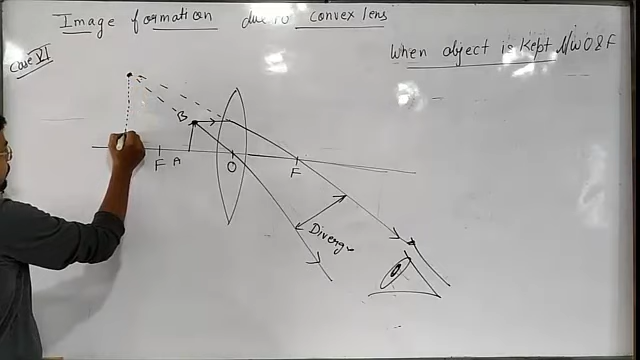 Image formation due to convex lens
When object is kept b/w O & F
Case VI
B
F A O F
Diverge